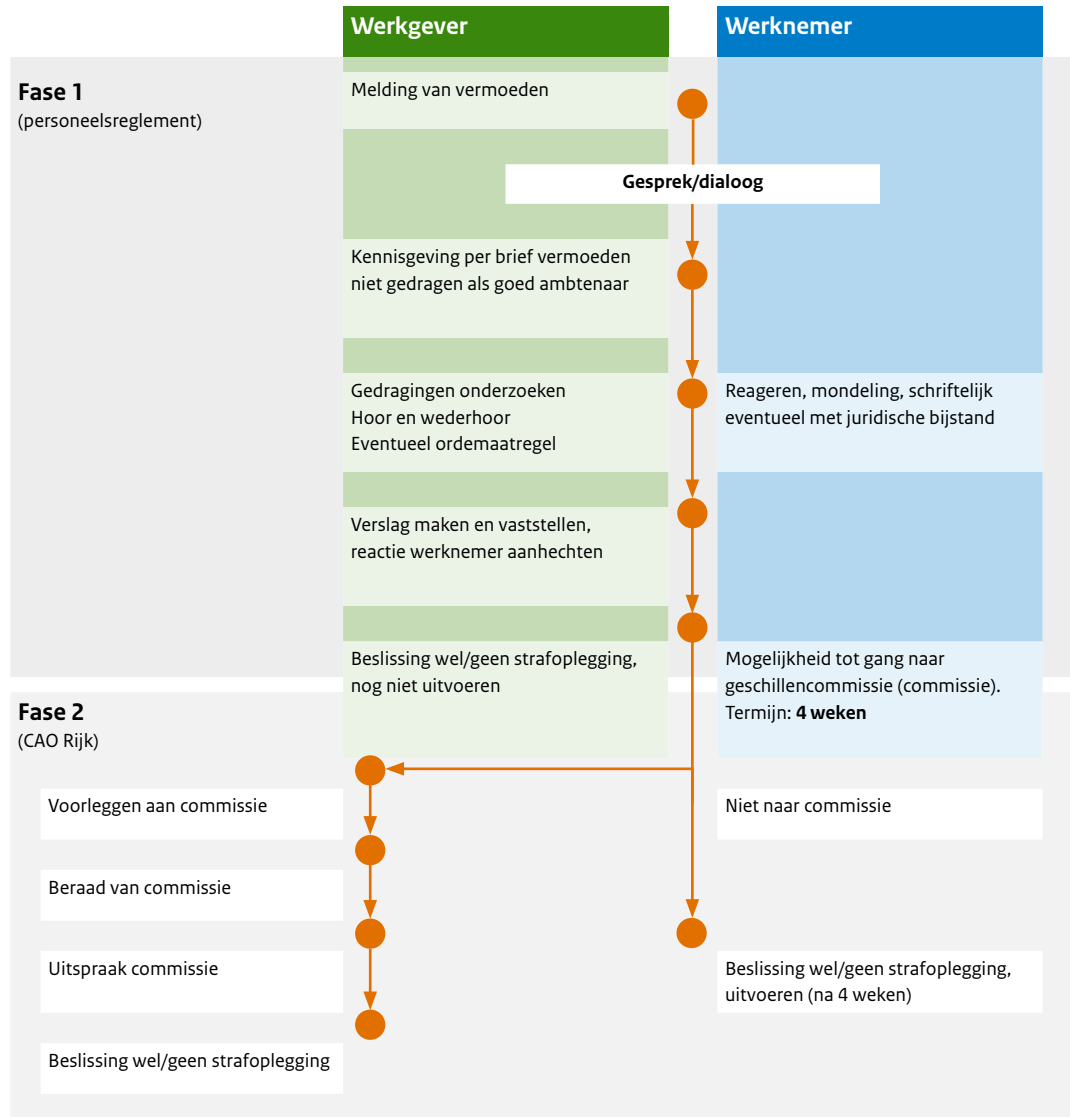 Werkgever
Werknemer
Fase 1
(personeelsreglement)
Melding van vermoeden
Gesprek/dialoog
Kennisgeving per brief vermoeden
niet gedragen als goed ambtenaar
Gedragingen onderzoeken
Hoor en wederhoor
Eventueel ordemaatregel
Reageren, mondeling, schriftelijk
eventueel met juridische bijstand
Verslag maken en vaststellen,
reactie werknemer aanhechten
Beslissing wel/geen strafoplegging,
nog niet uitvoeren
Mogelijkheid tot gang naar
geschillencommissie (commissie).
Termijn: 4 weken
Fase 2
(CAO Rijk)
Voorleggen aan commissie
Niet naar commissie
Beraad van commissie
Uitspraak commissie
Beslissing wel/geen strafoplegging,
uitvoeren (na 4 weken)
Beslissing wel/geen strafoplegging